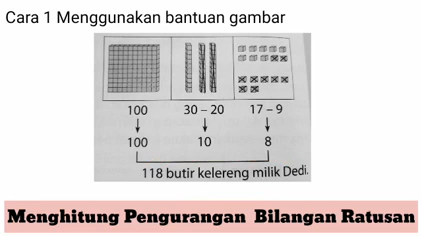 Cara 1 Menggunakan bantuan gambar
100 30 – 20 17 – 9
100 10 8
118 butir kelereng milik Dedi.
Menghitung Pengurangan Bilangan Ratusan